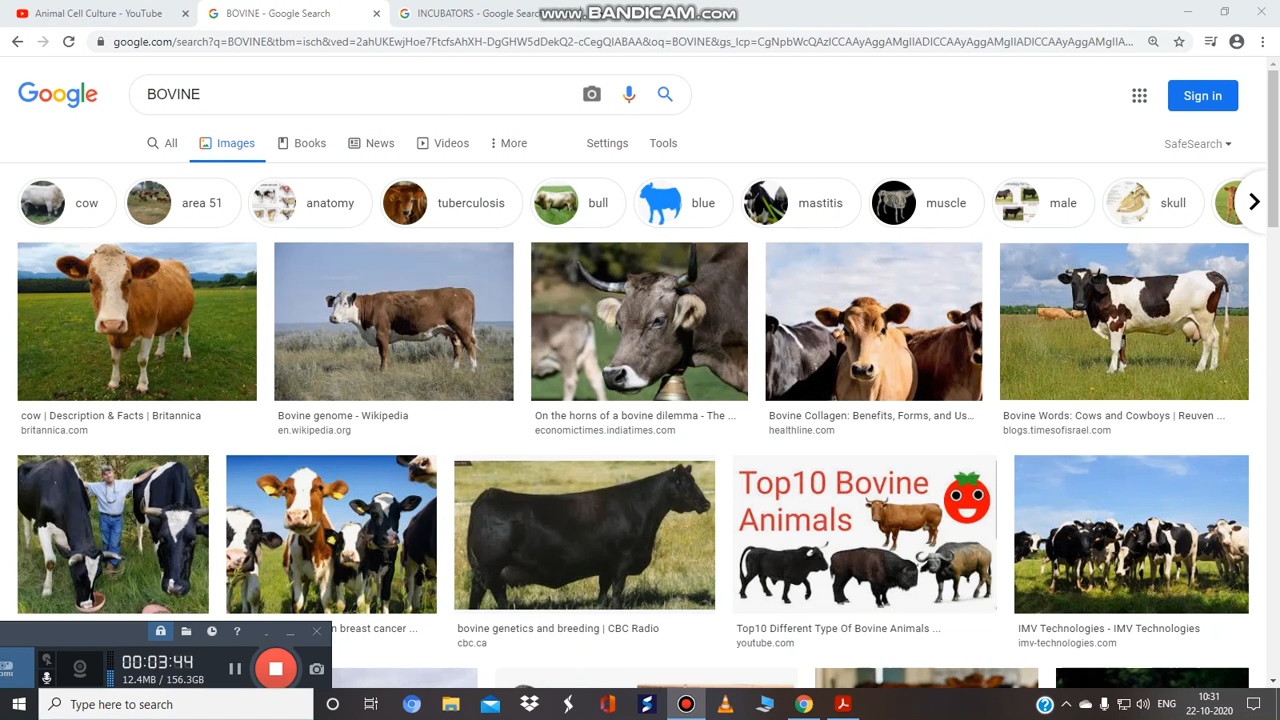 Animal Cell Culture - YouTube
BOVINE - Google Search
INCUBATORS - Google Search
www.BANDICAM.com
google.com/search?q=BOVINE&tbm=isch&ved=2ahUKEwjHoe7FtcfsAhXH-DgGHW5dDekQ2-cCegQIABAA&oq=BOVINE&gs_lcp=CgNpbWcQAzICCAAyAggAMgIIADICCAAyAggAMgIIADICCAAyAggAMgIIADICCAAyAggAMgIIA...
Google
BOVINE
Sign in
All
Images
Books
News
Videos
More
Settings
Tools
SafeSearch
cow
area 51
anatomy
tuberculosis
bull
blue
mastitis
muscle
male
skull
cow | Description & Facts | Britannica
britannica.com
Bovine genome - Wikipedia
en.wikipedia.org
On the horns of a bovine dilemma - The ...
economictimes.indiatimes.com
Bovine Collagen: Benefits, Forms, and Us...
healthline.com
Bovine Words: Cows and Cowboys | Reuven ...
blogs.timesofisrael.com
Top10 Bovine
Animals
n breast cancer ...
bovine genetics and breeding | CBC Radio
cbc.ca
Top10 Different Type Of Bovine Animals ...
youtube.com
IMV Technologies - IMV Technologies
imv-technologies.com
00:03:44
12.4MB / 156.3GB
Type here to search
ENG
10:31
22-10-2020